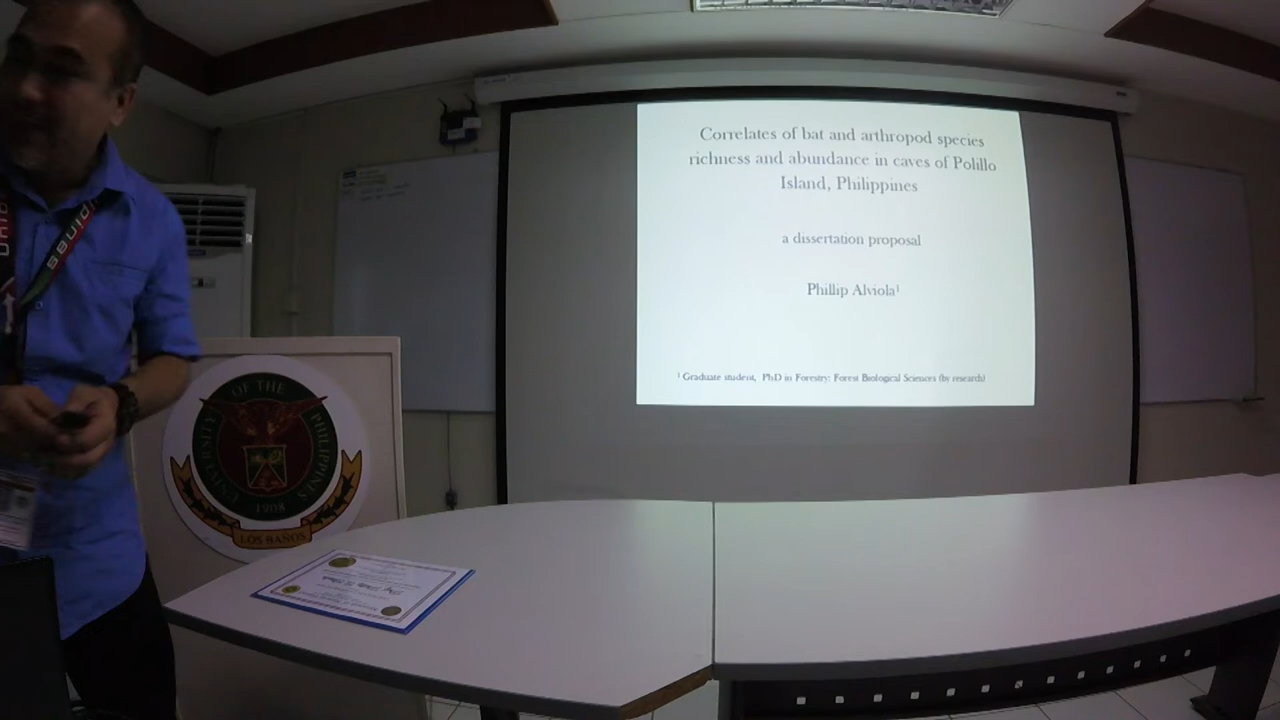 Correlates of bat and arthropod species
richness and abundance in caves of Polillo
Island, Philippines
a dissertation proposal
Phillip Alviola¹
¹ Graduate student, PhD in Forestry: Forest Biological Sciences (by research)
UNIVERSITY OF THE PHILIPPINES
1908
LOS BAÑOS